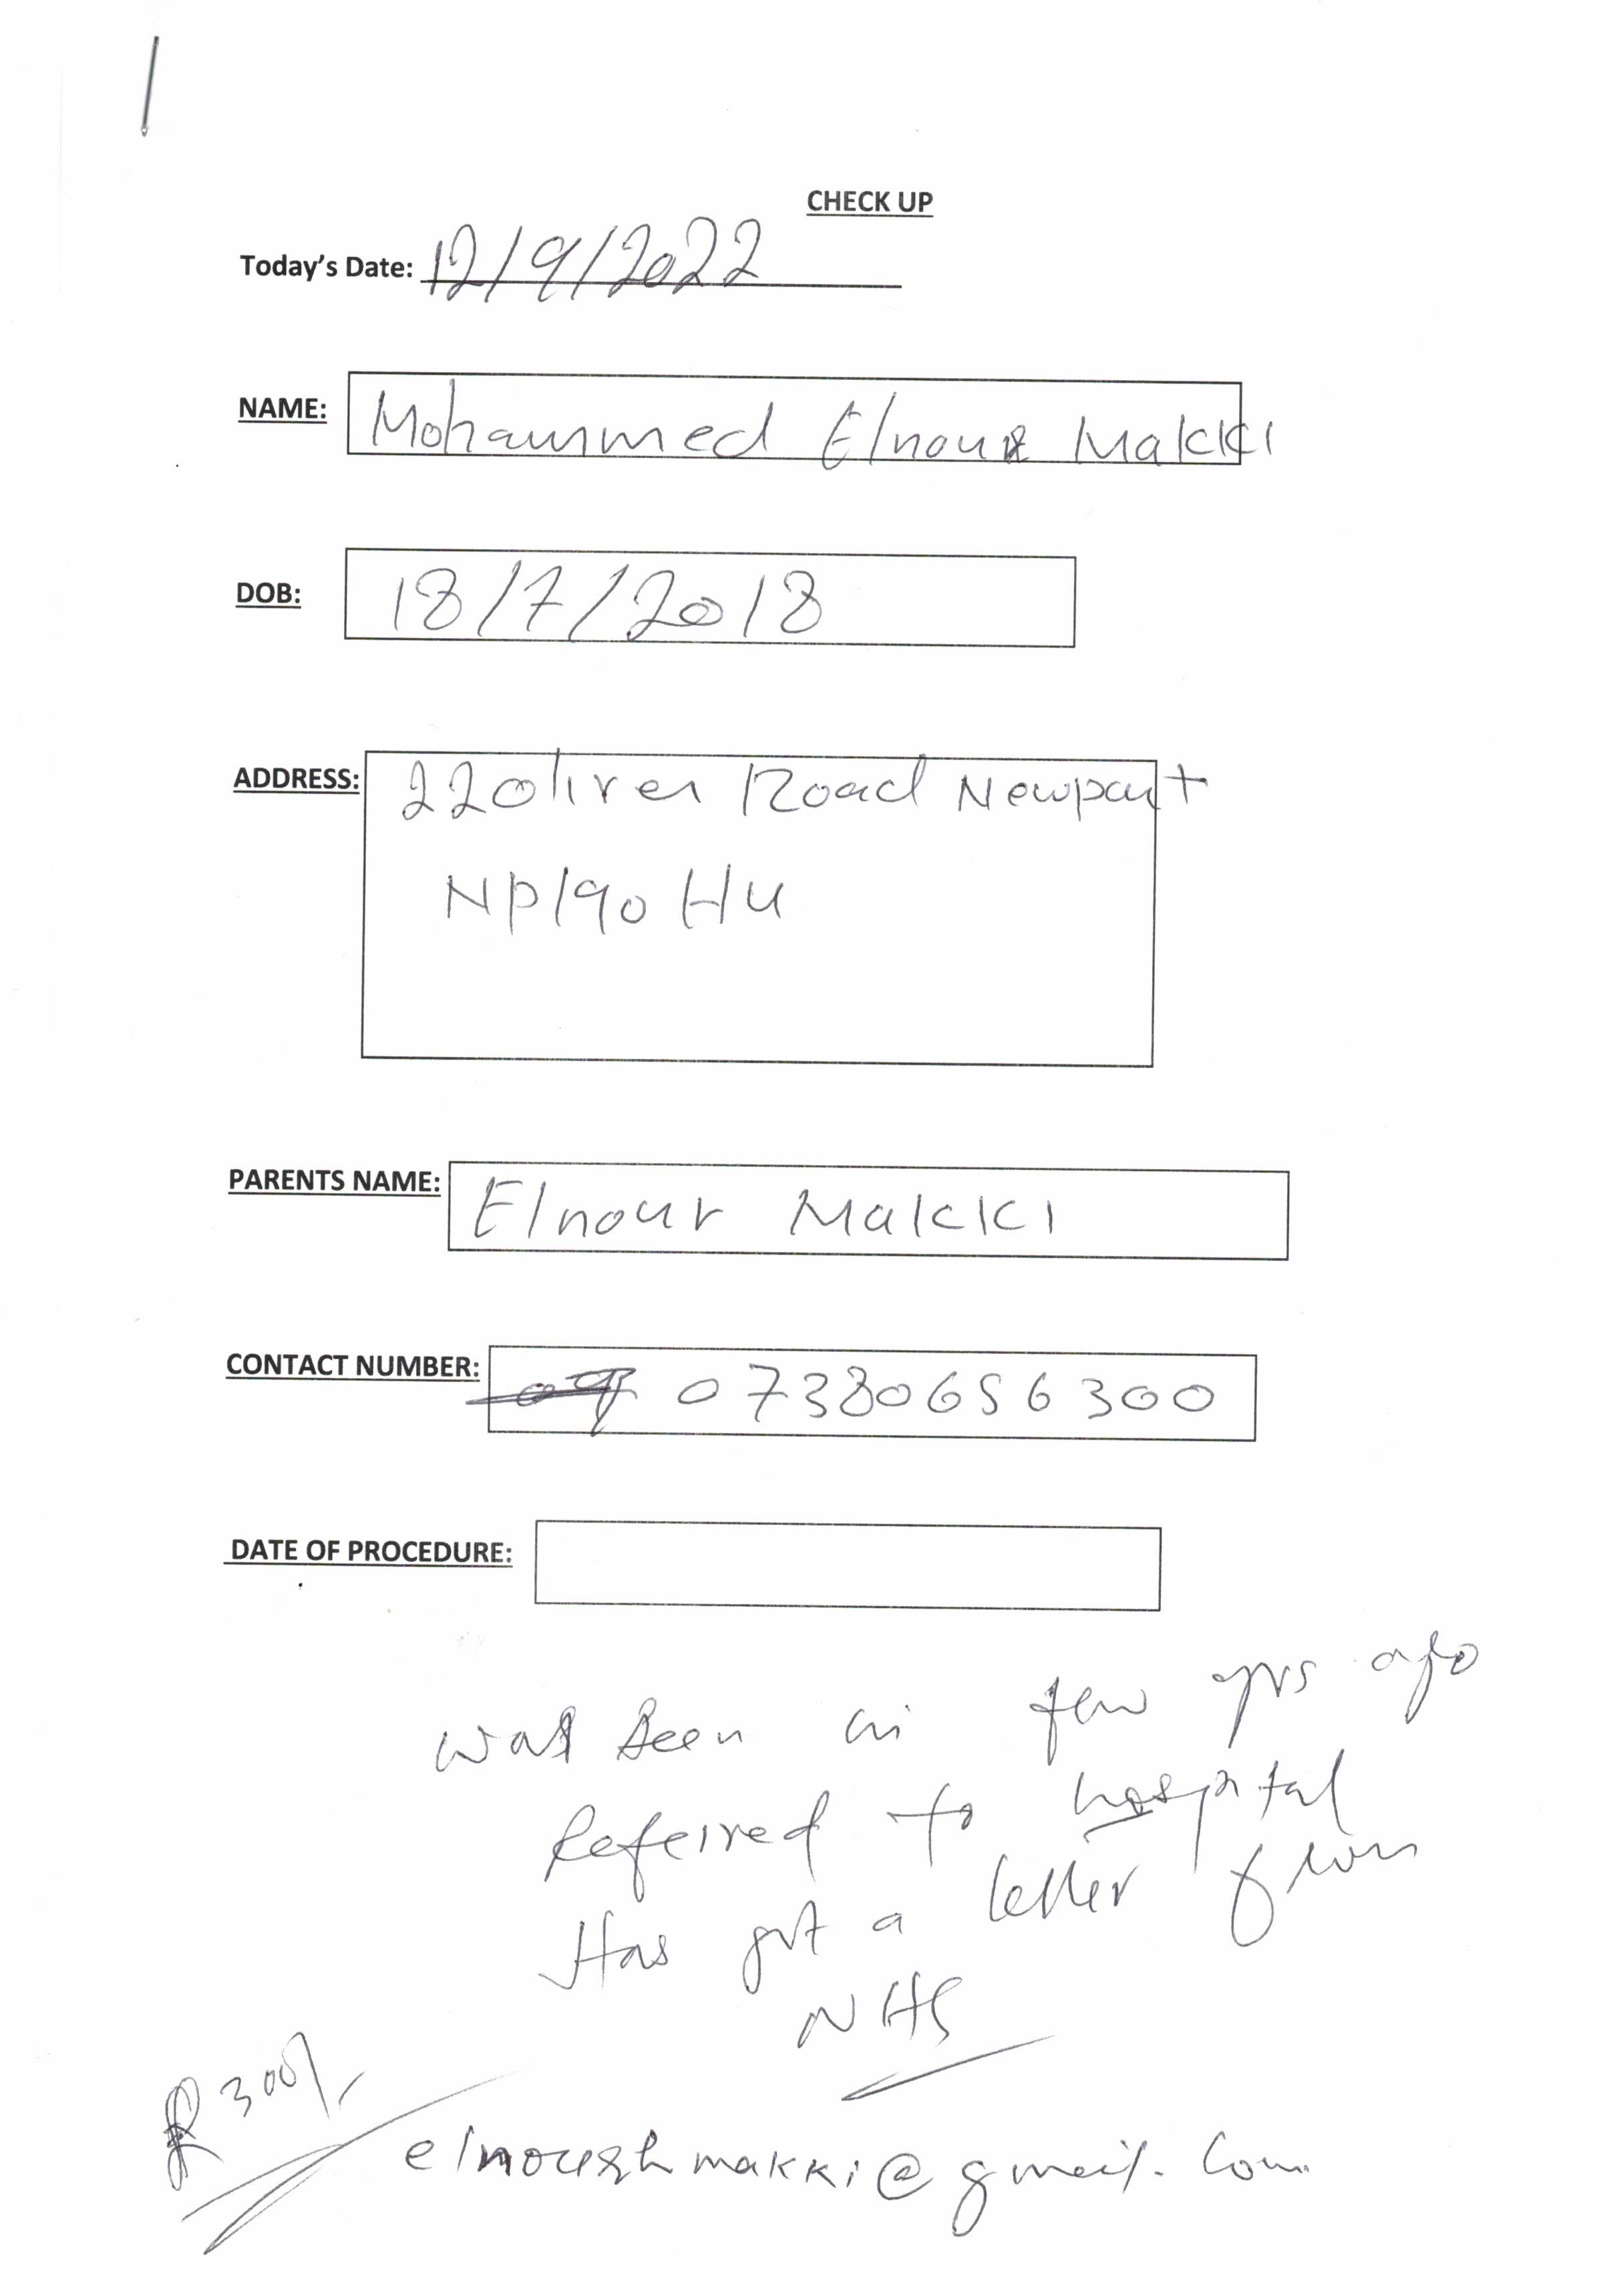 CHECK UP
Today's Date: 12/9/2022
NAME: Mohammed Elnour Makki
DOB: 18/7/2018
ADDRESS: 22 Oliver Road Newport
NP19 0HU
PARENTS NAME: Elnour Makki
CONTACT NUMBER: 07380656300
DATE OF PROCEDURE:
was seen in few yrs ago
Referred to hospital
Has got a letter from
NHS
£300/-
@gmail.com